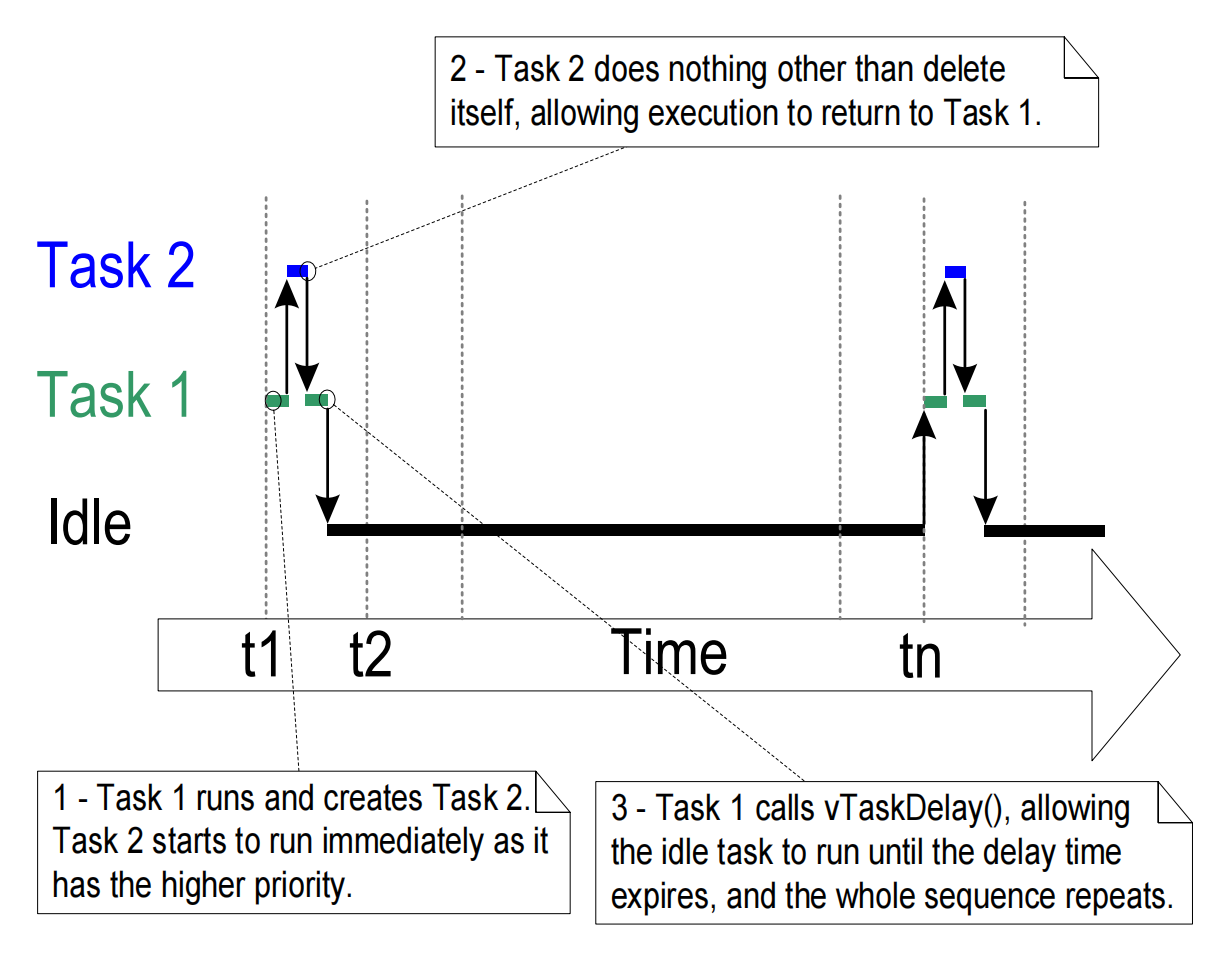 2 - Task 2 does nothing other than delete
itself, allowing execution to return to Task 1.
Task 2
Task 1
Idle
t1
t2
Time
tn
1 - Task 1 runs and creates Task 2.
Task 2 starts to run immediately as it
has the higher priority.
3 - Task 1 calls vTaskDelay(), allowing
the idle task to run until the delay time
expires, and the whole sequence repeats.